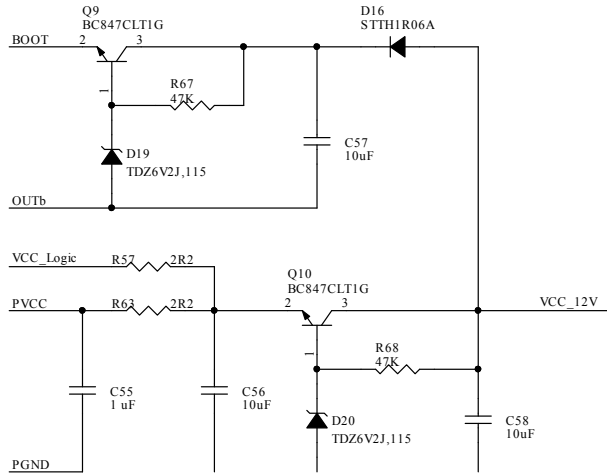 Q9
BC847CLT1G
D16
STTH1R06A
BOOT
2
3
1
R67
47K
D19
TDZ6V2J,115
C57
10uF
OUTb
VCC_Logic
R57
2R2
Q10
BC847CLT1G
PVCC
R63
2R2
2
3
VCC_12V
1
R68
47K
C55
1 uF
C56
10uF
D20
TDZ6V2J,115
C58
10uF
PGND